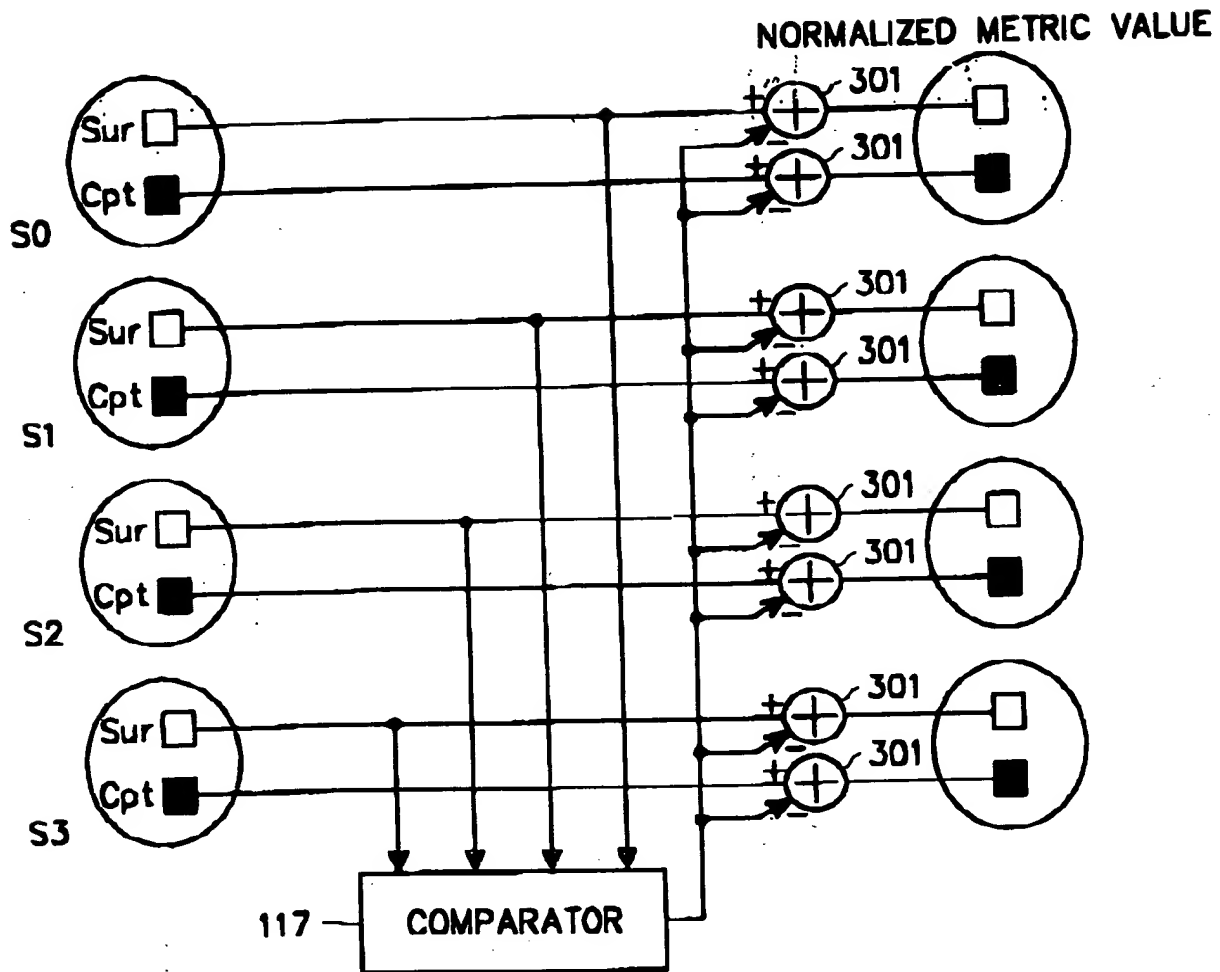 NORMALIZED METRIC VALUE
Sur
+
301
-
Cpt
+
301
-
S0
Sur
+
301
-
Cpt
+
301
-
S1
Sur
+
301
-
Cpt
+
301
-
S2
Sur
+
301
-
Cpt
+
301
-
S3
117
COMPARATOR